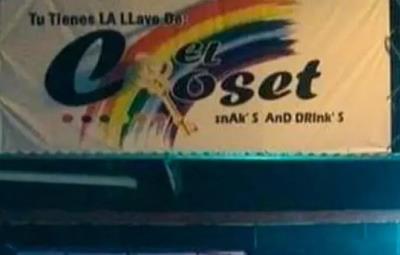 Tu Tienes LA LLave De:
eL
Closet
snAk'S AnD DRInk'S